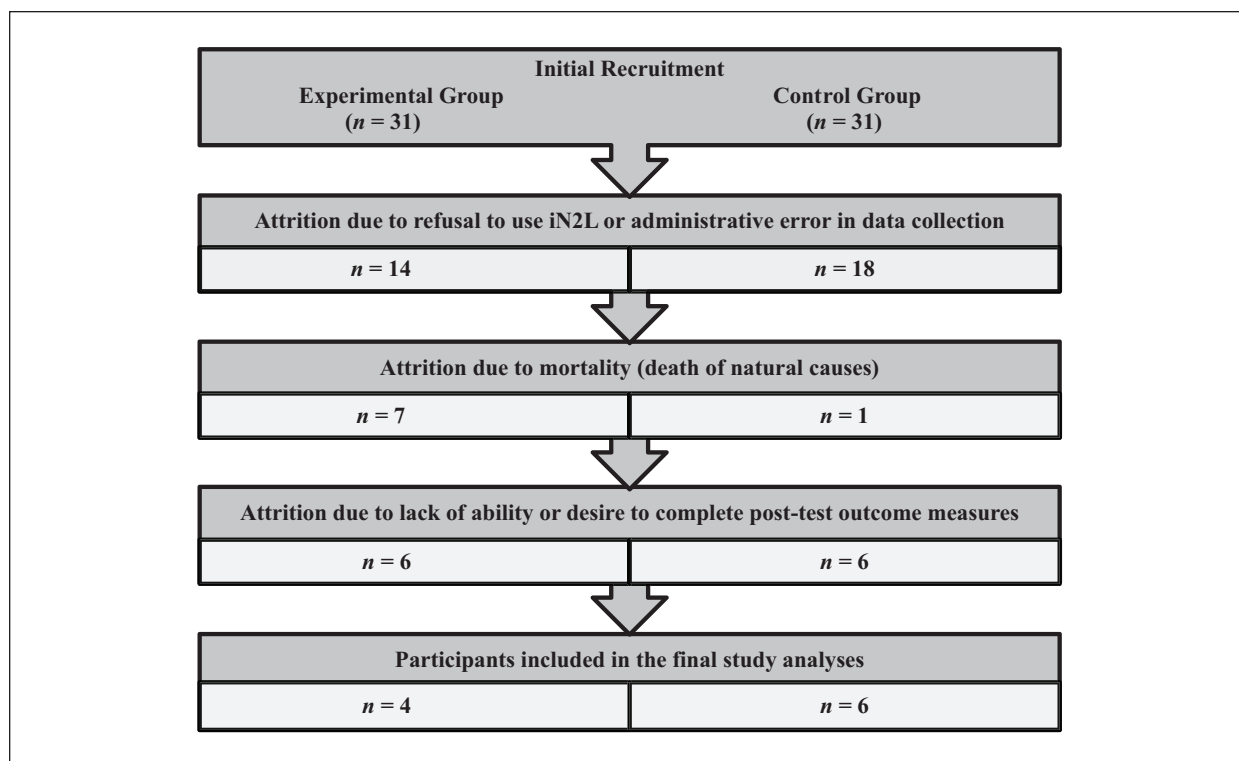 Initial Recruitment
Experimental Group Control Group
(n = 31) (n = 31)
Attrition due to refusal to use iN2L or administrative error in data collection
n = 14 n = 18
Attrition due to mortality (death of natural causes)
n = 7 n = 1
Attrition due to lack of ability or desire to complete post-test outcome measures
n = 6 n = 6
Participants included in the final study analyses
n = 4 n = 6